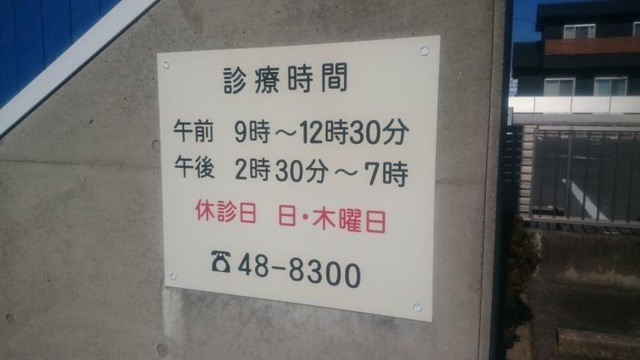 診療時間
午前 9時～12時30分
午後 2時30分～7時
休診日 日・木曜日
☎48-8300